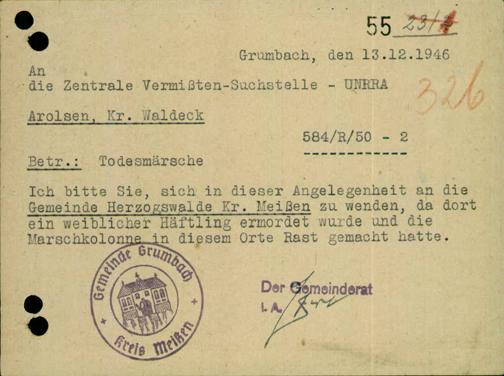 55 23/1
Grumbach, den 13.12.1946
An
die Zentrale Vermißten-Suchstelle - UNRRA
326
Arolsen, Kr. Waldeck
584/R/50 - 2
Betr.: Todesmärsche
Ich bitte Sie, sich in dieser Angelegenheit an die
Gemeinde Herzogswalde Kr. Meißen zu wenden, da dort
ein weiblicher Häftling ermordet wurde und die
Marschkolonne in diesem Orte Rast gemacht hatte.
Gemeinde Grumbach
Kreis Meißen
Der Gemeinderat
I. A.